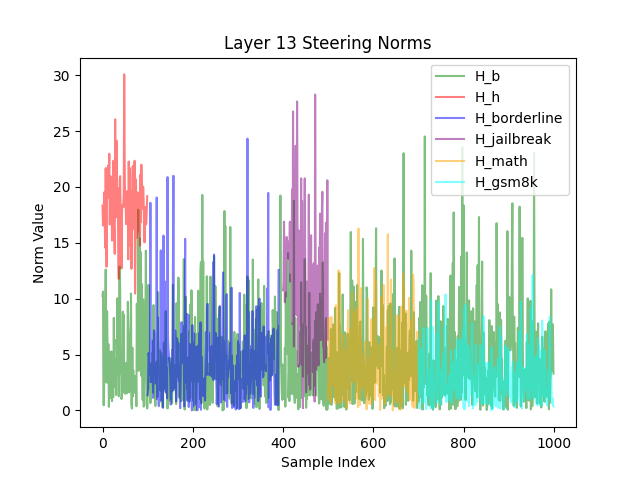 Layer 13 Steering Norms
Norm Value
30
25
20
15
10
5
0
H_b
H_h
H_borderline
H_jailbreak
H_math
H_gsm8k
0
200
400
600
800
1000
Sample Index